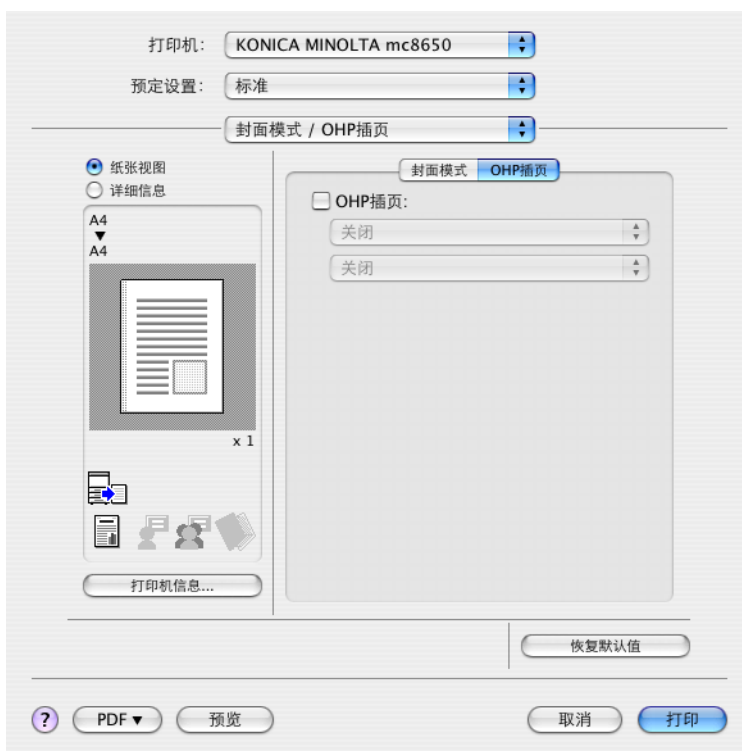 打印机: KONICA MINOLTA mc8650
预定设置: 标准
封面模式 / OHP插页
纸张视图
详细信息
A4
A4
x 1
打印机信息...
封面模式 OHP插页
OHP插页:
关闭
关闭
恢复默认值
? PDF 预览 取消 打印